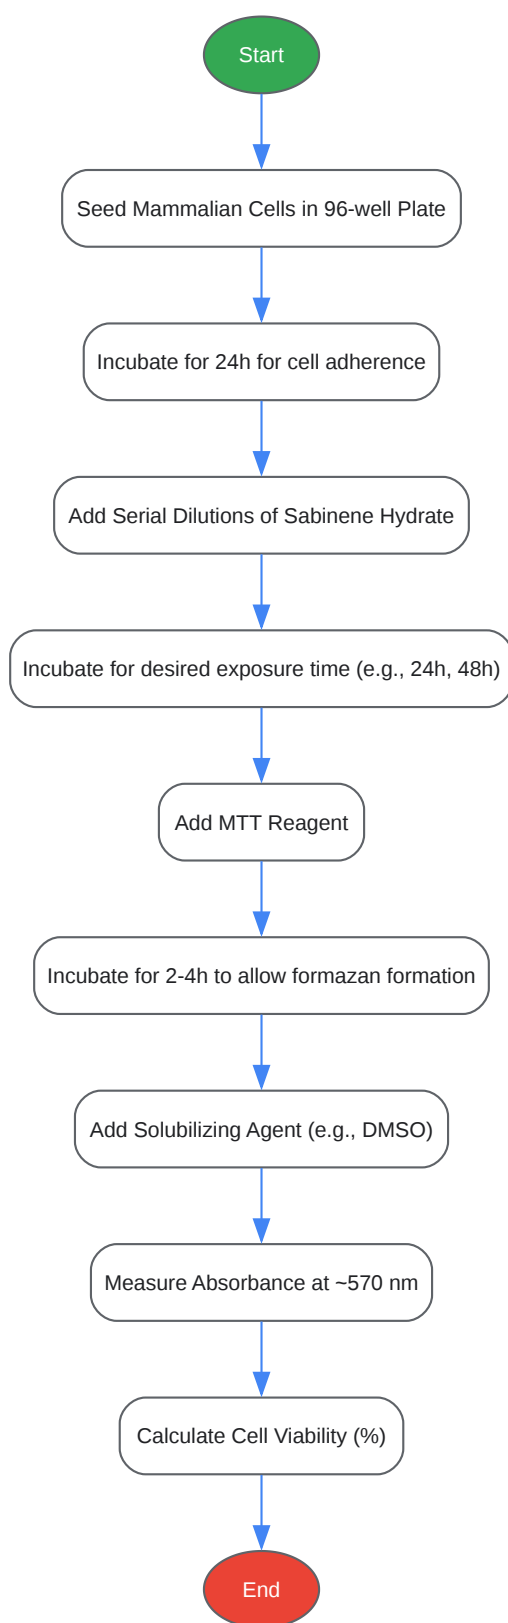 Start
Seed Mammalian Cells in 96-well Plate
Incubate for 24h for cell adherence
Add Serial Dilutions of Sabinene Hydrate
Incubate for desired exposure time (e.g., 24h, 48h)
Add MTT Reagent
Incubate for 2-4h to allow formazan formation
Add Solubilizing Agent (e.g., DMSO)
Measure Absorbance at ~570 nm
Calculate Cell Viability (%)
End